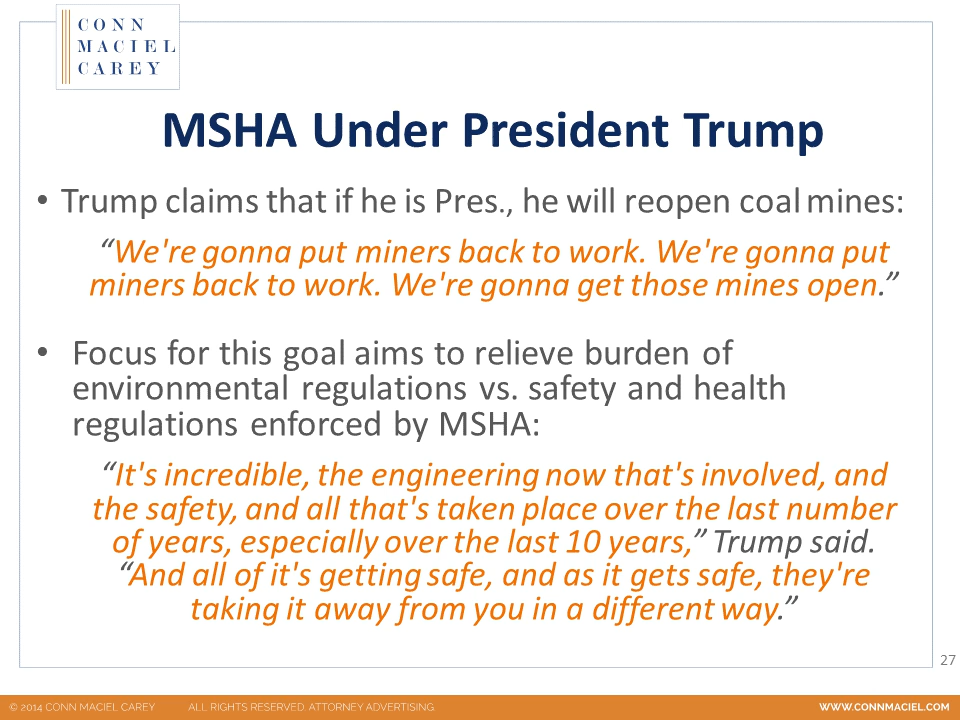 CONN
MACIEL
CAREY
MSHA Under President Trump
• Trump claims that if he is Pres., he will reopen coal mines:
“We're gonna put miners back to work. We're gonna put
miners back to work. We're gonna get those mines open.”
• Focus for this goal aims to relieve burden of
environmental regulations vs. safety and health
regulations enforced by MSHA:
“It's incredible, the engineering now that's involved, and
the safety, and all that's taken place over the last number
of years, especially over the last 10 years,” Trump said.
“And all of it's getting safe, and as it gets safe, they're
taking it away from you in a different way.”
27
© 2014 CONN MACIEL CAREY ALL RIGHTS RESERVED. ATTORNEY ADVERTISING. WWW.CONNMACIEL.COM